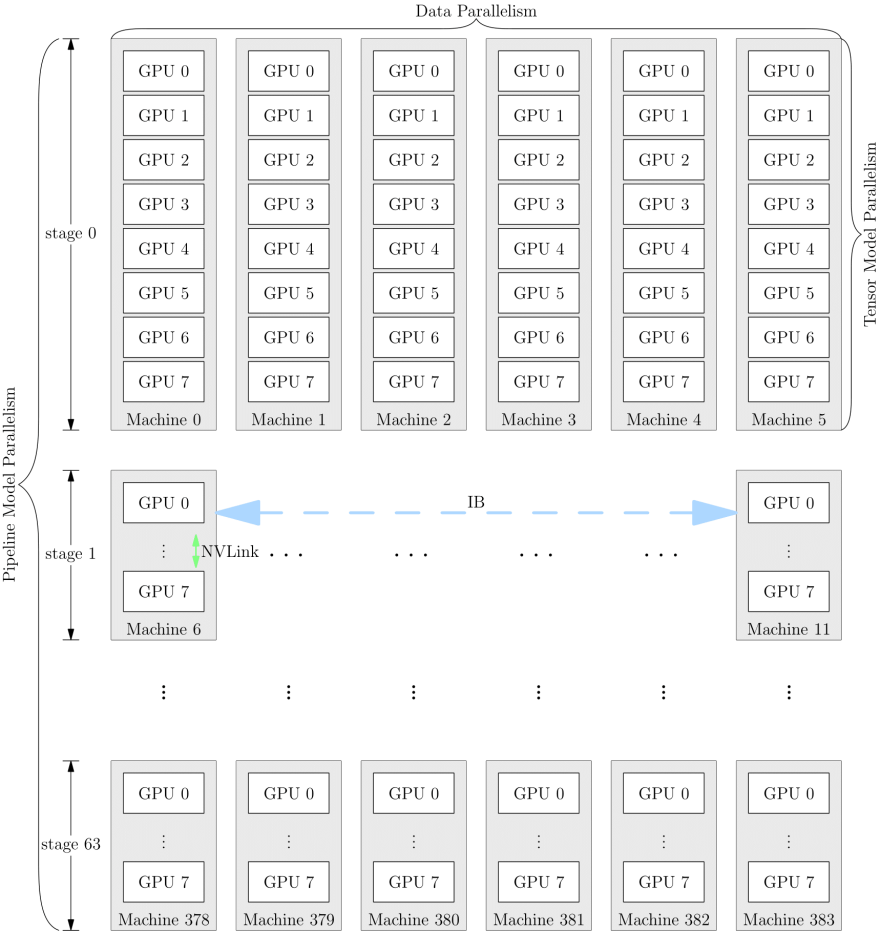 Data Parallelism
GPU 0 GPU 0 GPU 0 GPU 0 GPU 0 GPU 0
GPU 1 GPU 1 GPU 1 GPU 1 GPU 1 GPU 1
GPU 2 GPU 2 GPU 2 GPU 2 GPU 2 GPU 2
GPU 3 GPU 3 GPU 3 GPU 3 GPU 3 GPU 3
stage 0
GPU 4 GPU 4 GPU 4 GPU 4 GPU 4 GPU 4
GPU 5 GPU 5 GPU 5 GPU 5 GPU 5 GPU 5
GPU 6 GPU 6 GPU 6 GPU 6 GPU 6 GPU 6
GPU 7 GPU 7 GPU 7 GPU 7 GPU 7 GPU 7
Machine 0 Machine 1 Machine 2 Machine 3 Machine 4 Machine 5
Tensor Model Parallelism
Pipeline Model Parallelism
GPU 0 IB GPU 0
stage 1 ⋮ NVLink ... ... ... ... ⋮
GPU 7 GPU 7
Machine 6 Machine 11
⋮ ⋮ ⋮ ⋮ ⋮ ⋮
GPU 0 GPU 0 GPU 0 GPU 0 GPU 0 GPU 0
stage 63 ⋮ ⋮ ⋮ ⋮ ⋮ ⋮
GPU 7 GPU 7 GPU 7 GPU 7 GPU 7 GPU 7
Machine 378 Machine 379 Machine 380 Machine 381 Machine 382 Machine 383